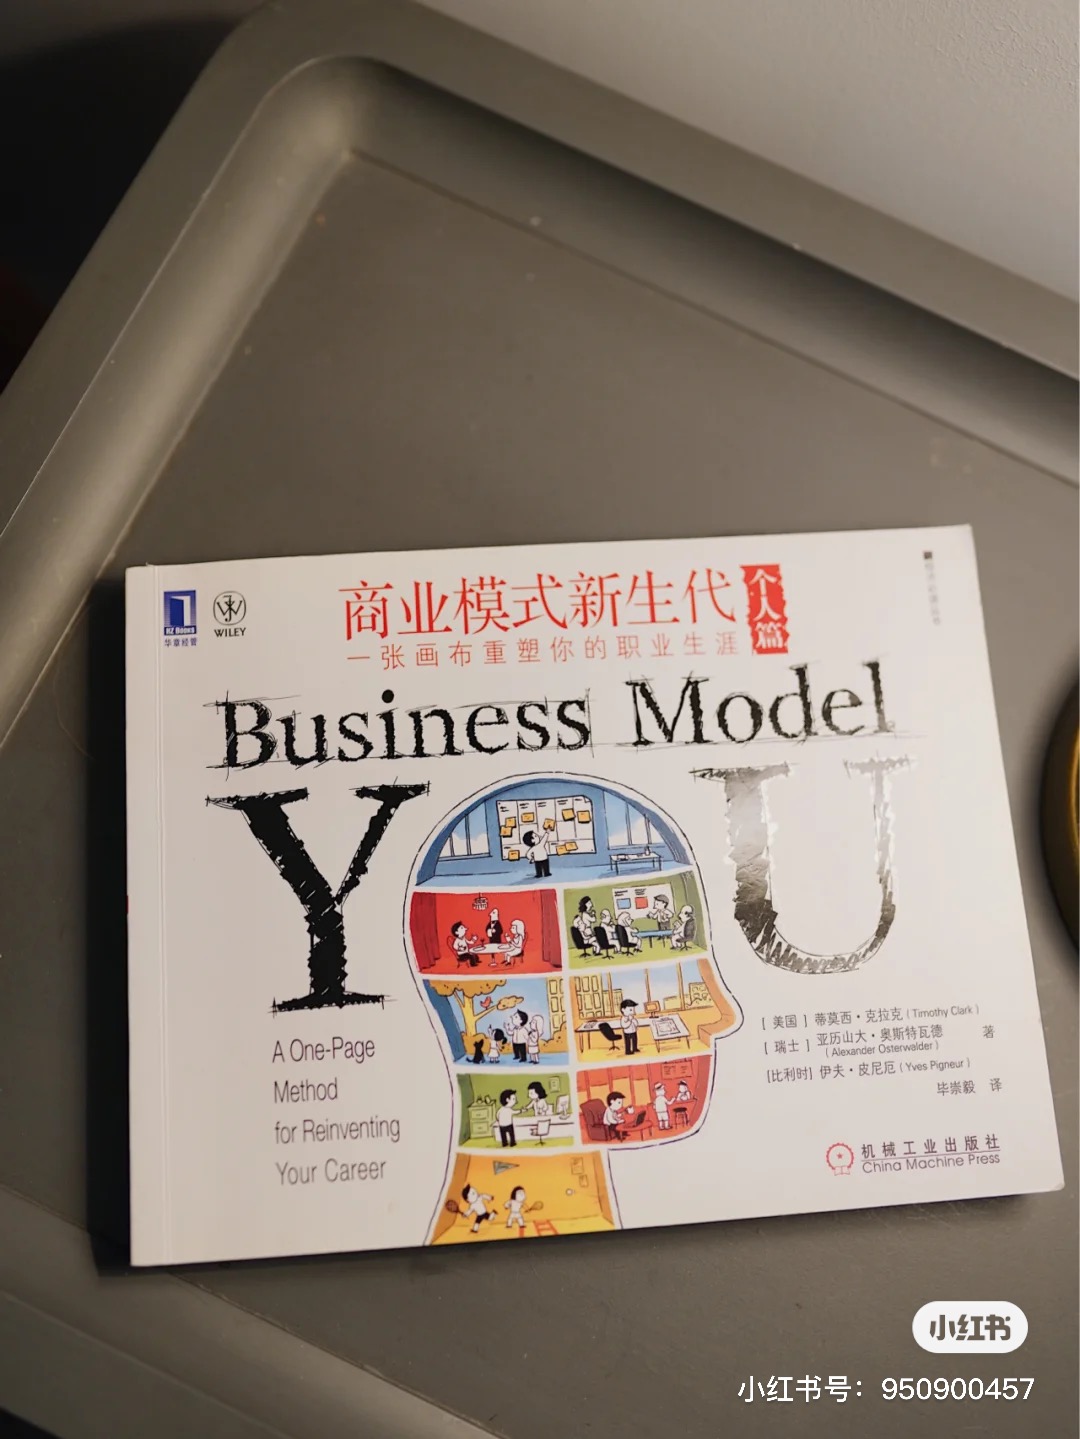 HZ Books
华章经管
WILEY
商业模式新生代
个人篇
一张画布重塑你的职业生涯
Business Model
YOU
A One-Page
Method
for Reinventing
Your Career
[ 美国 ] 蒂莫西·克拉克 ( Timothy Clark )
[ 瑞士 ] 亚历山大·奥斯特瓦德
( Alexander Osterwalder )
著
[比利时] 伊夫·皮尼厄 ( Yves Pigneur )
毕崇毅 译
机械工业出版社
China Machine Press
小红书
小红书号：950900457